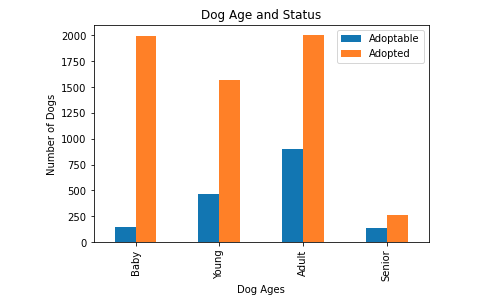 Dog Age and Status
Adoptable
Adopted
Number of Dogs
2000
1750
1500
1250
1000
750
500
250
0
Baby
Young
Adult
Senior
Dog Ages